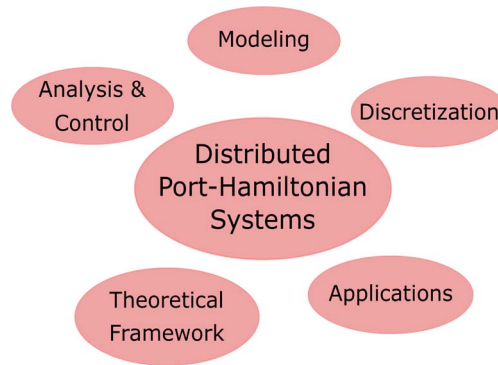 Modeling
Analysis &
Control
Discretization
Distributed
Port-Hamiltonian
Systems
Theoretical
Framework
Applications